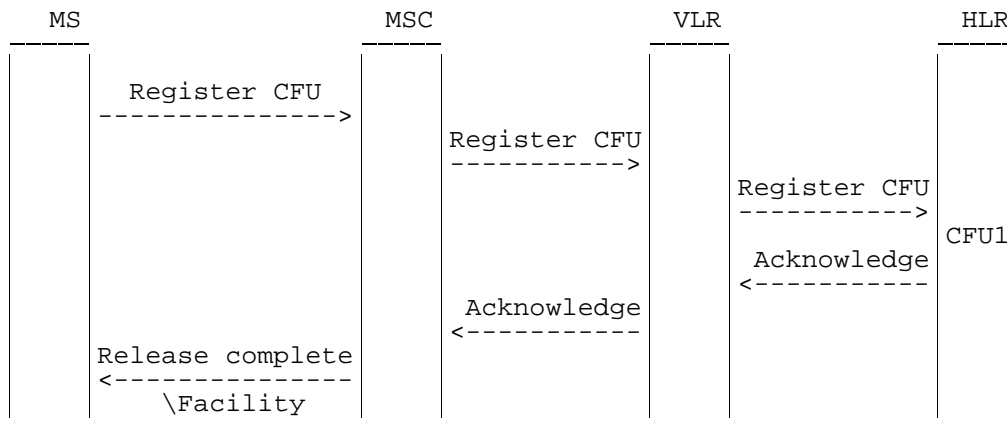 MS MSC VLR HLR
Register CFU
Register CFU
Register CFU
CFU1
Acknowledge
Acknowledge
Release complete
\Facility